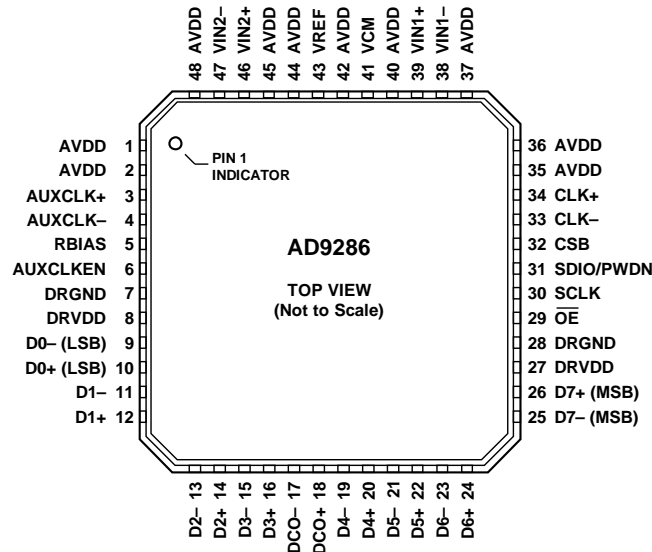 48 AVDD
47 VIN2–
46 VIN2+
45 AVDD
44 AVDD
43 VREF
42 AVDD
41 VCM
40 AVDD
39 VIN1+
38 VIN1–
37 AVDD
AVDD 1
AVDD 2
AUXCLK+ 3
AUXCLK– 4
RBIAS 5
AUXCLKEN 6
DRGND 7
DRVDD 8
D0– (LSB) 9
D0+ (LSB) 10
D1– 11
D1+ 12
PIN 1
INDICATOR
AD9286
TOP VIEW
(Not to Scale)
36 AVDD
35 AVDD
34 CLK+
33 CLK–
32 CSB
31 SDIO/PWDN
30 SCLK
29 O̅E̅
28 DRGND
27 DRVDD
26 D7+ (MSB)
25 D7– (MSB)
D2– 13
D2+ 14
D3– 15
D3+ 16
DCO– 17
DCO+ 18
D4– 19
D4+ 20
D5– 21
D5+ 22
D6– 23
D6+ 24